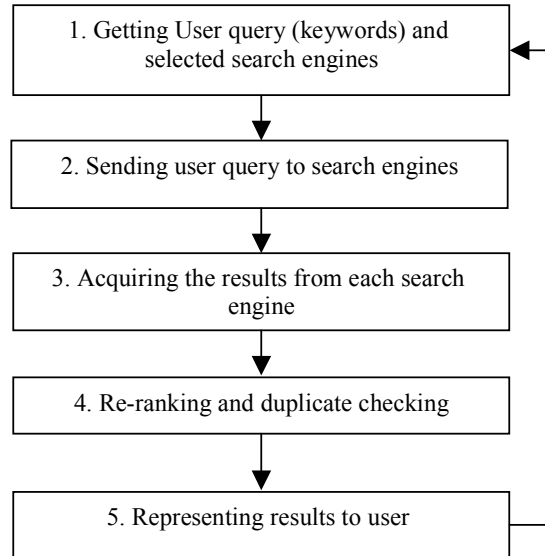 1. Getting User query (keywords) and
selected search engines
2. Sending user query to search engines
3. Acquiring the results from each search
engine
4. Re-ranking and duplicate checking
5. Representing results to user